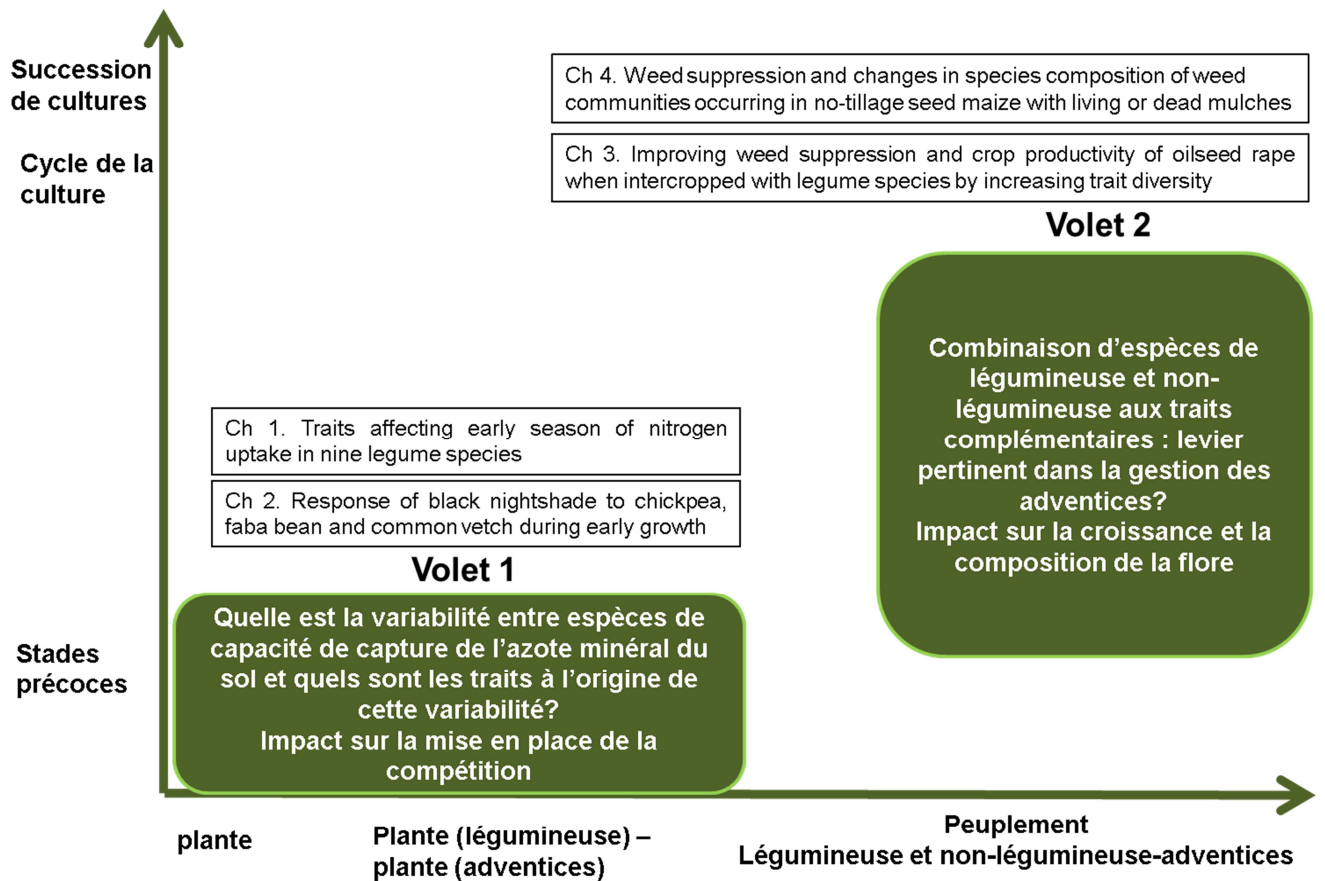 Succession
de cultures
Cycle de la
culture
Ch 4. Weed suppression and changes in species composition of weed
communities occurring in no-tillage seed maize with living or dead mulches
Ch 3. Improving weed suppression and crop productivity of oilseed rape
when intercropped with legume species by increasing trait diversity
Volet 2
Combinaison d’espèces de
légumineuse et non-
légumineuse aux traits
complémentaires : levier
pertinent dans la gestion des
adventices?
Impact sur la croissance et la
composition de la flore
Ch 1. Traits affecting early season of nitrogen
uptake in nine legume species
Ch 2. Response of black nightshade to chickpea,
faba bean and common vetch during early growth
Volet 1
Quelle est la variabilité entre espèces de
capacité de capture de l’azote minéral du
sol et quels sont les traits à l’origine de
cette variabilité?
Impact sur la mise en place de la
compétition
Stades
précoces
plante
Plante (légumineuse) –
plante (adventices)
Peuplement
Légumineuse et non-légumineuse-adventices